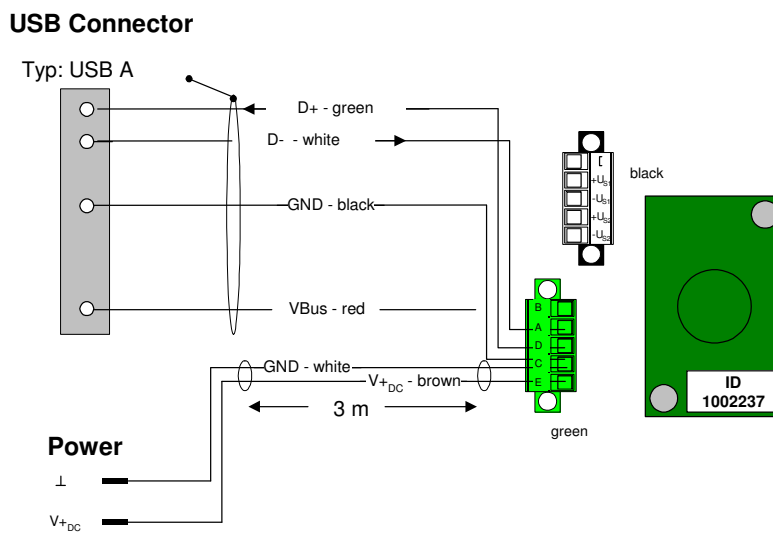 USB Connector
Typ: USB A
D+ - green
D- - white
GND - black
VBus - red
GND - white
V+DC - brown
3 m
Power
⊥
V+DC
[
+US1
-US1
+US2
-US2
black
B
A
D
C
E
green
ID
1002237